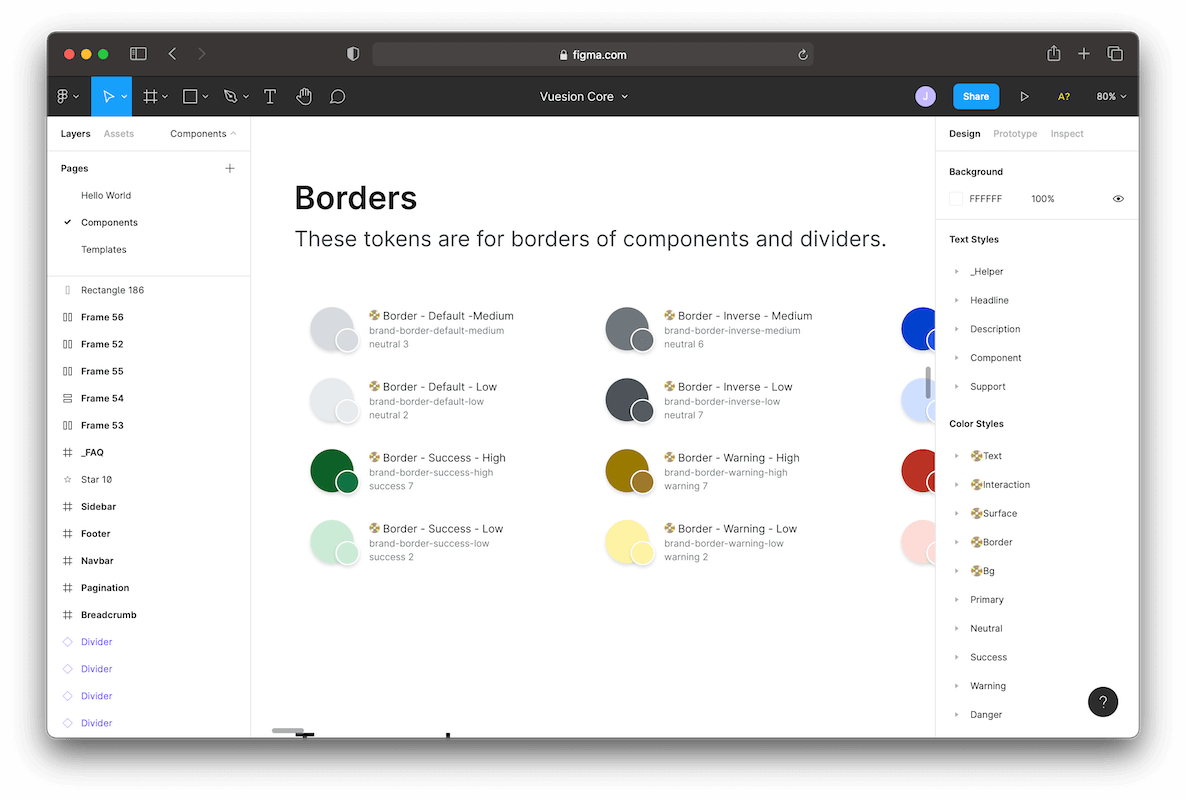 figma.com
Vuesion Core
J
Share
A?
80%
Layers
Assets
Components
Pages
Hello World
Components
Templates
Rectangle 186
Frame 56
Frame 52
Frame 55
Frame 54
Frame 53
_FAQ
Star 10
Sidebar
Footer
Navbar
Pagination
Breadcrumb
Divider
Divider
Divider
Divider
Borders
These tokens are for borders of components and dividers.
Border - Default -Medium
brand-border-default-medium
neutral 3
Border - Inverse - Medium
brand-border-inverse-medium
neutral 6
Border - Default - Low
brand-border-default-low
neutral 2
Border - Inverse - Low
brand-border-inverse-low
neutral 7
Border - Success - High
brand-border-success-high
success 7
Border - Warning - High
brand-border-warning-high
warning 7
Border - Success - Low
brand-border-success-low
success 2
Border - Warning - Low
brand-border-warning-low
warning 2
Design
Prototype
Inspect
Background
FFFFFF
100%
Text Styles
_Helper
Headline
Description
Component
Support
Color Styles
Text
Interaction
Surface
Border
Bg
Primary
Neutral
Success
Warning
Danger
?